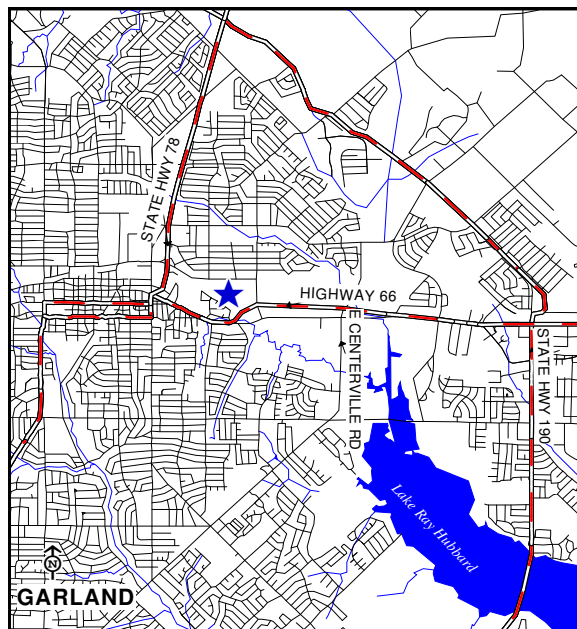 STATE HWY 78
HIGHWAY 66
E CENTERVILLE RD
STATE HWY 190
Lake Ray Hubbard
N
GARLAND